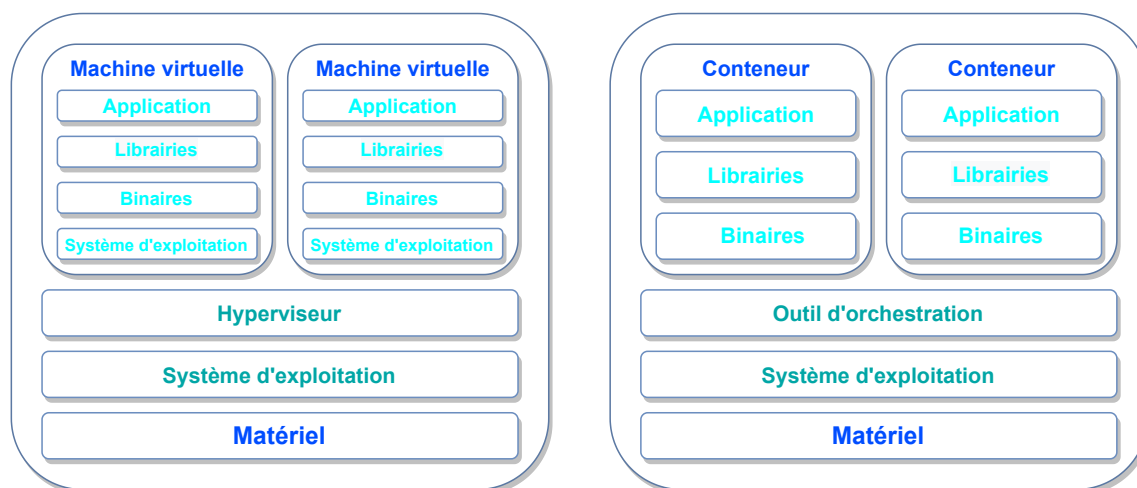 Machine virtuelle
Application
Librairies
Binaires
Système d'exploitation
Machine virtuelle
Application
Librairies
Binaires
Système d'exploitation
Hyperviseur
Système d'exploitation
Matériel
Conteneur
Application
Librairies
Binaires
Conteneur
Application
Librairies
Binaires
Outil d'orchestration
Système d'exploitation
Matériel